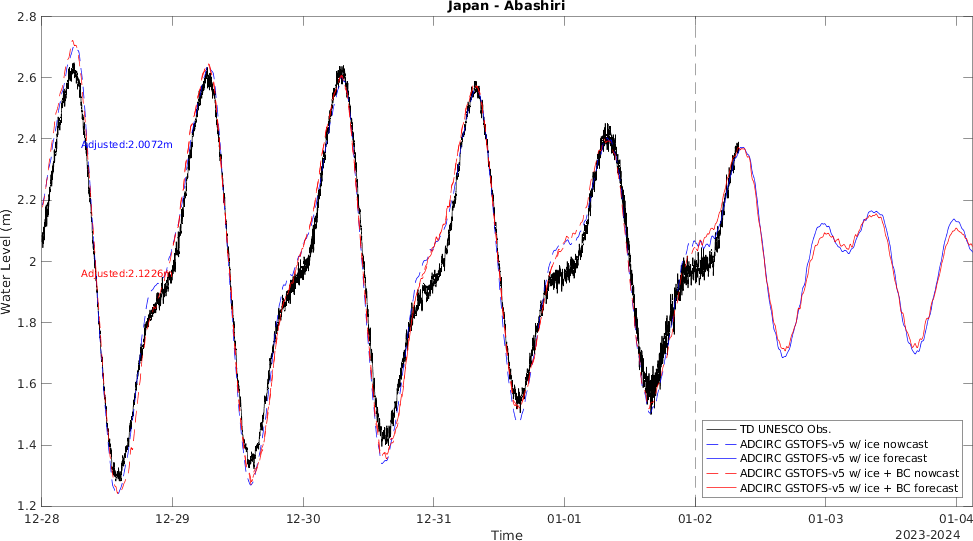 Japan - Abashiri
2.8
2.6
2.4
2.2
2
1.8
1.6
1.4
1.2
Water Level (m)
Adjusted:2.0072m
Adjusted:2.1226m
TD UNESCO Obs.
ADCIRC GSTOFS-v5 w/ ice nowcast
ADCIRC GSTOFS-v5 w/ ice forecast
ADCIRC GSTOFS-v5 w/ ice + BC nowcast
ADCIRC GSTOFS-v5 w/ ice + BC forecast
12-28 12-29 12-30 12-31 01-01 01-02 01-03 01-04
Time
2023-2024